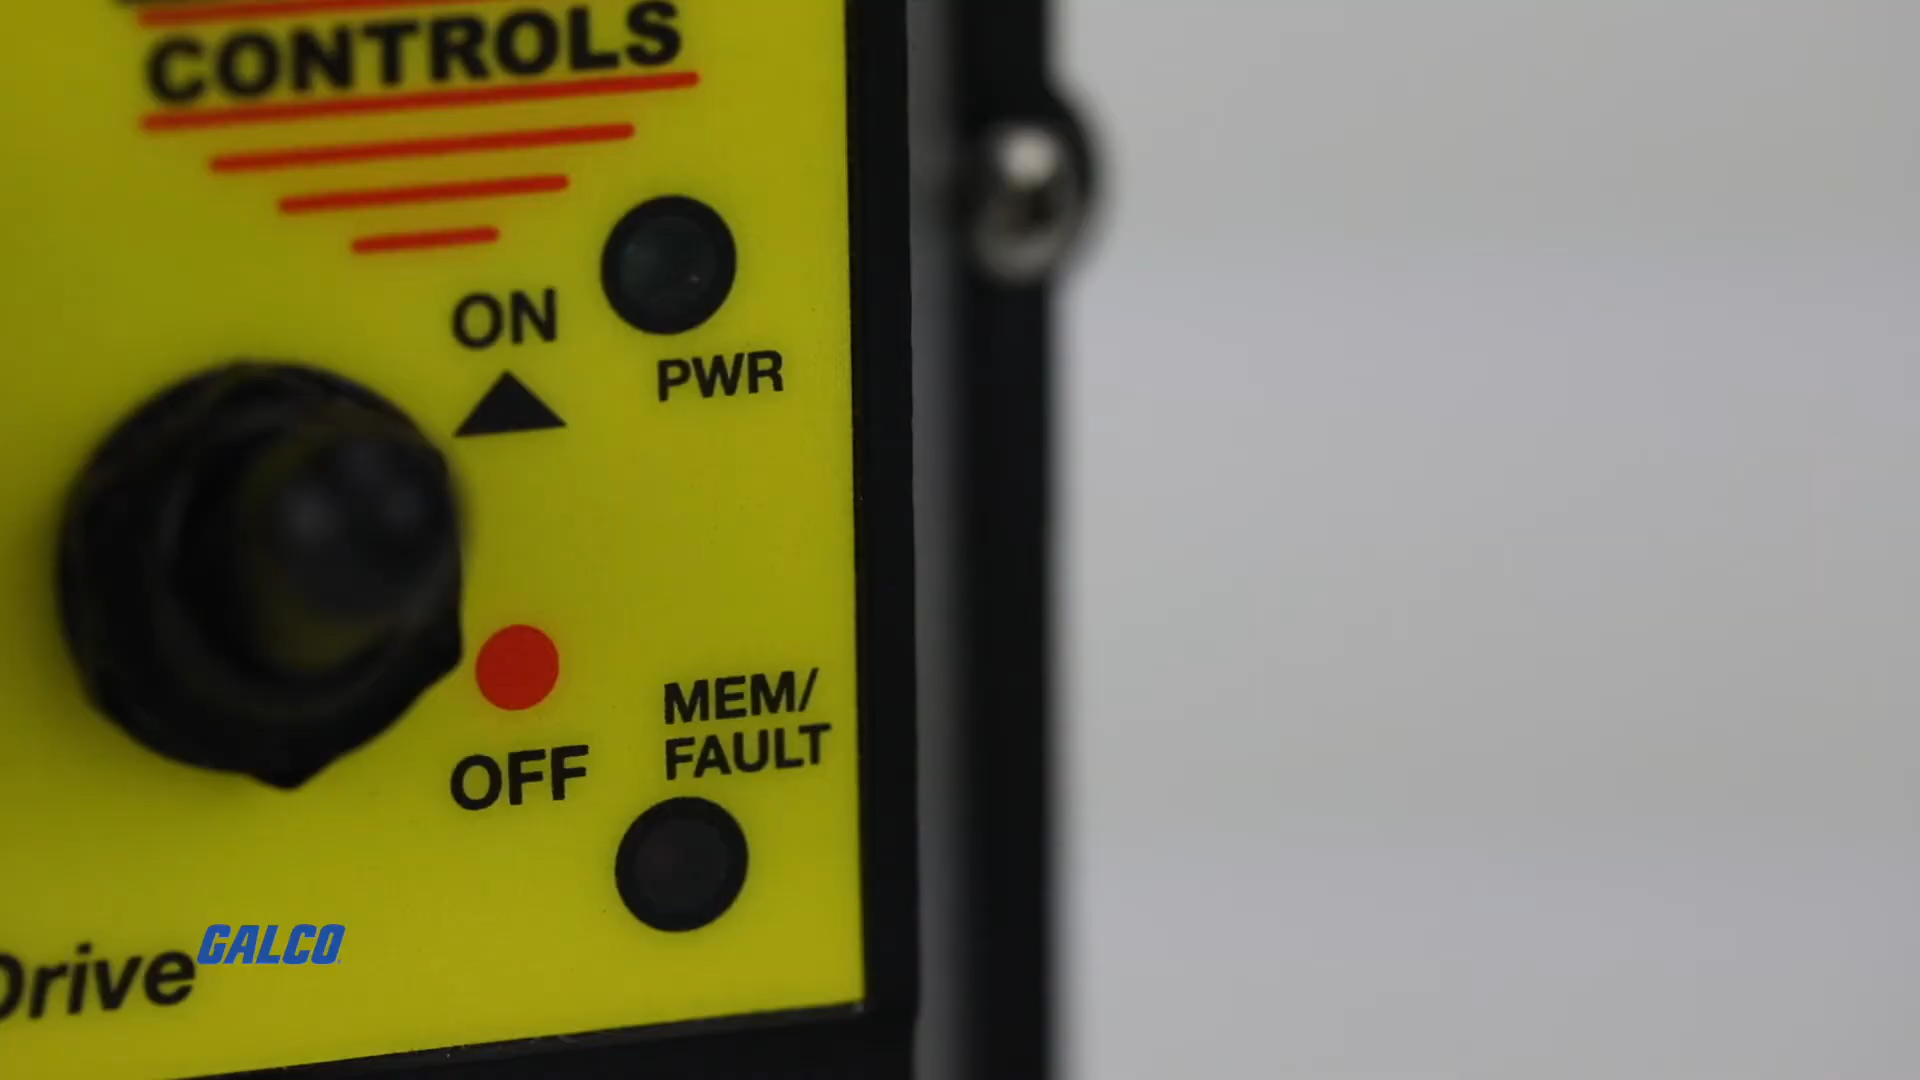 CONTROLS
ON
PWR
MEM/
FAULT
OFF
Drive
GALCO